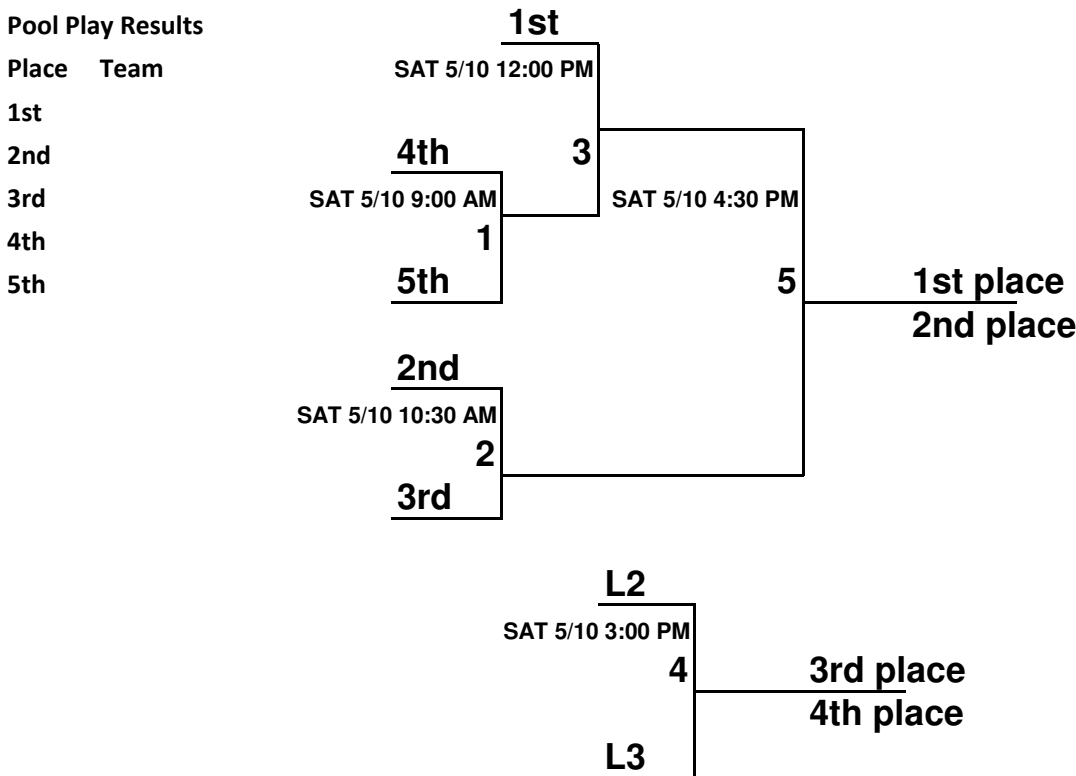 Pool Play Results
Place Team
1st
2nd
3rd
4th
5th
1st
SAT 5/10 12:00 PM
4th
3
SAT 5/10 9:00 AM
SAT 5/10 4:30 PM
1
5th
5
1st place
2nd place
2nd
SAT 5/10 10:30 AM
2
3rd
L2
SAT 5/10 3:00 PM
4
3rd place
4th place
L3